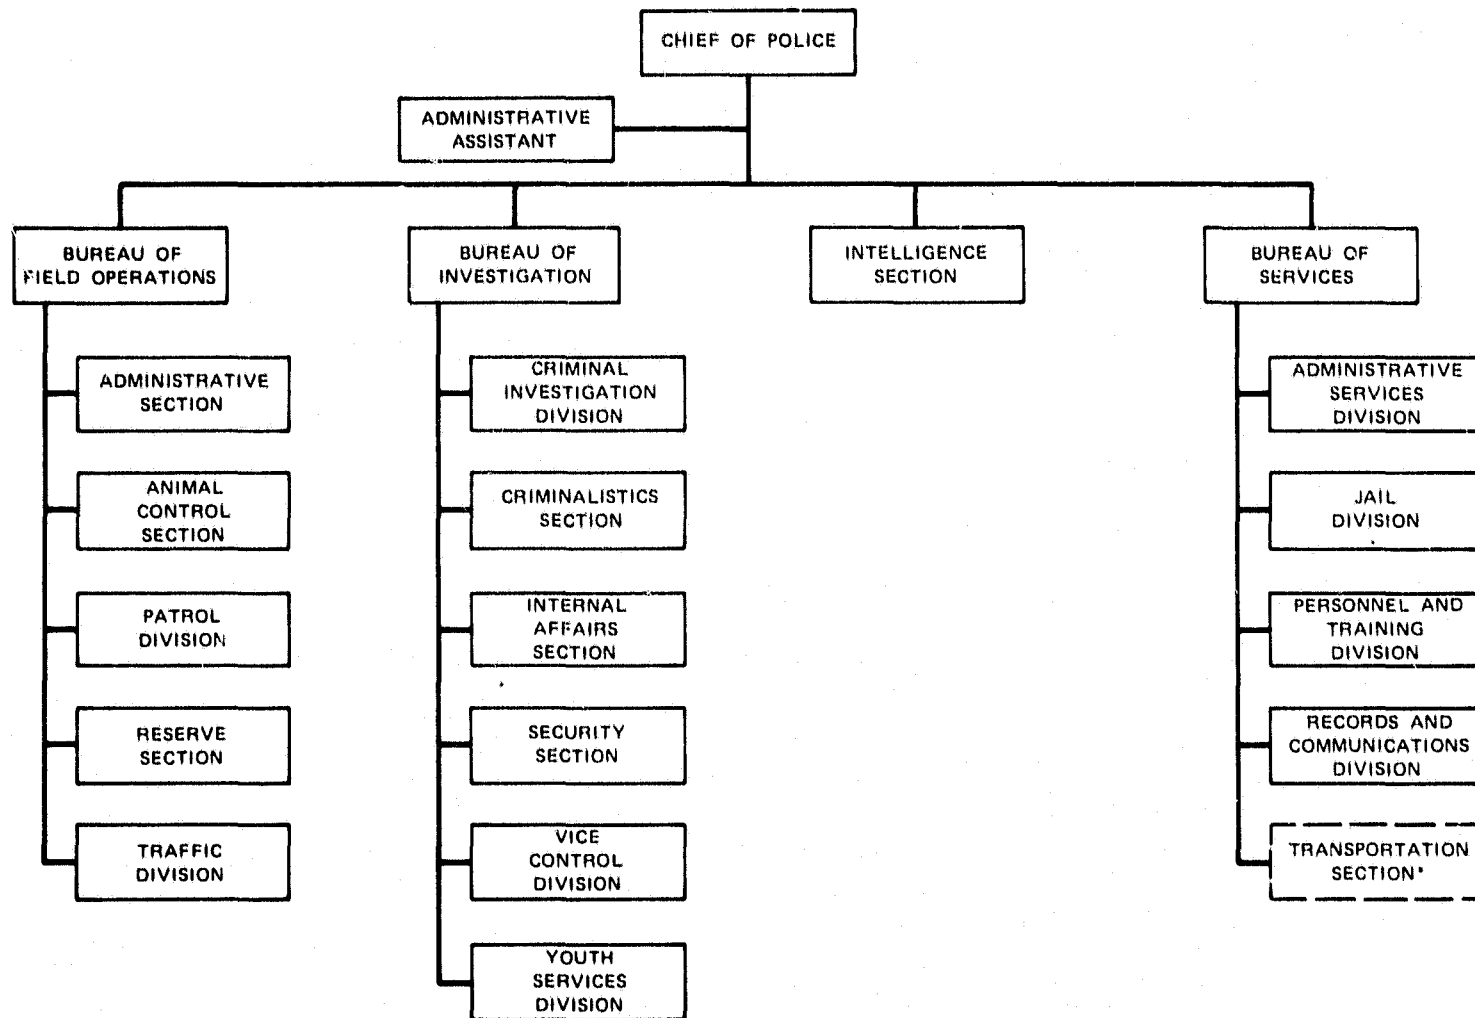 CHIEF OF POLICE
ADMINISTRATIVE
ASSISTANT
BUREAU OF
FIELD OPERATIONS
BUREAU OF
INVESTIGATION
INTELLIGENCE
SECTION
BUREAU OF
SERVICES
ADMINISTRATIVE
SECTION
ANIMAL
CONTROL
SECTION
PATROL
DIVISION
RESERVE
SECTION
TRAFFIC
DIVISION
CRIMINAL
INVESTIGATION
DIVISION
CRIMINALISTICS
SECTION
INTERNAL
AFFAIRS
SECTION
SECURITY
SECTION
VICE
CONTROL
DIVISION
YOUTH
SERVICES
DIVISION
ADMINISTRATIVE
SERVICES
DIVISION
JAIL
DIVISION
PERSONNEL AND
TRAINING
DIVISION
RECORDS AND
COMMUNICATIONS
DIVISION
TRANSPORTATION
SECTION*